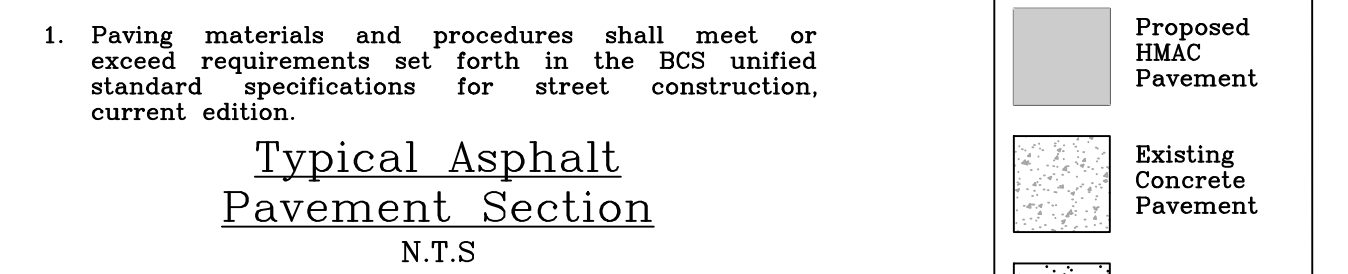 1. Paving materials and procedures shall meet or
exceed requirements set forth in the BCS unified
standard specifications for street construction,
current edition.
Typical Asphalt
Pavement Section
N.T.S
Proposed
HMAC
Pavement
Existing
Concrete
Pavement